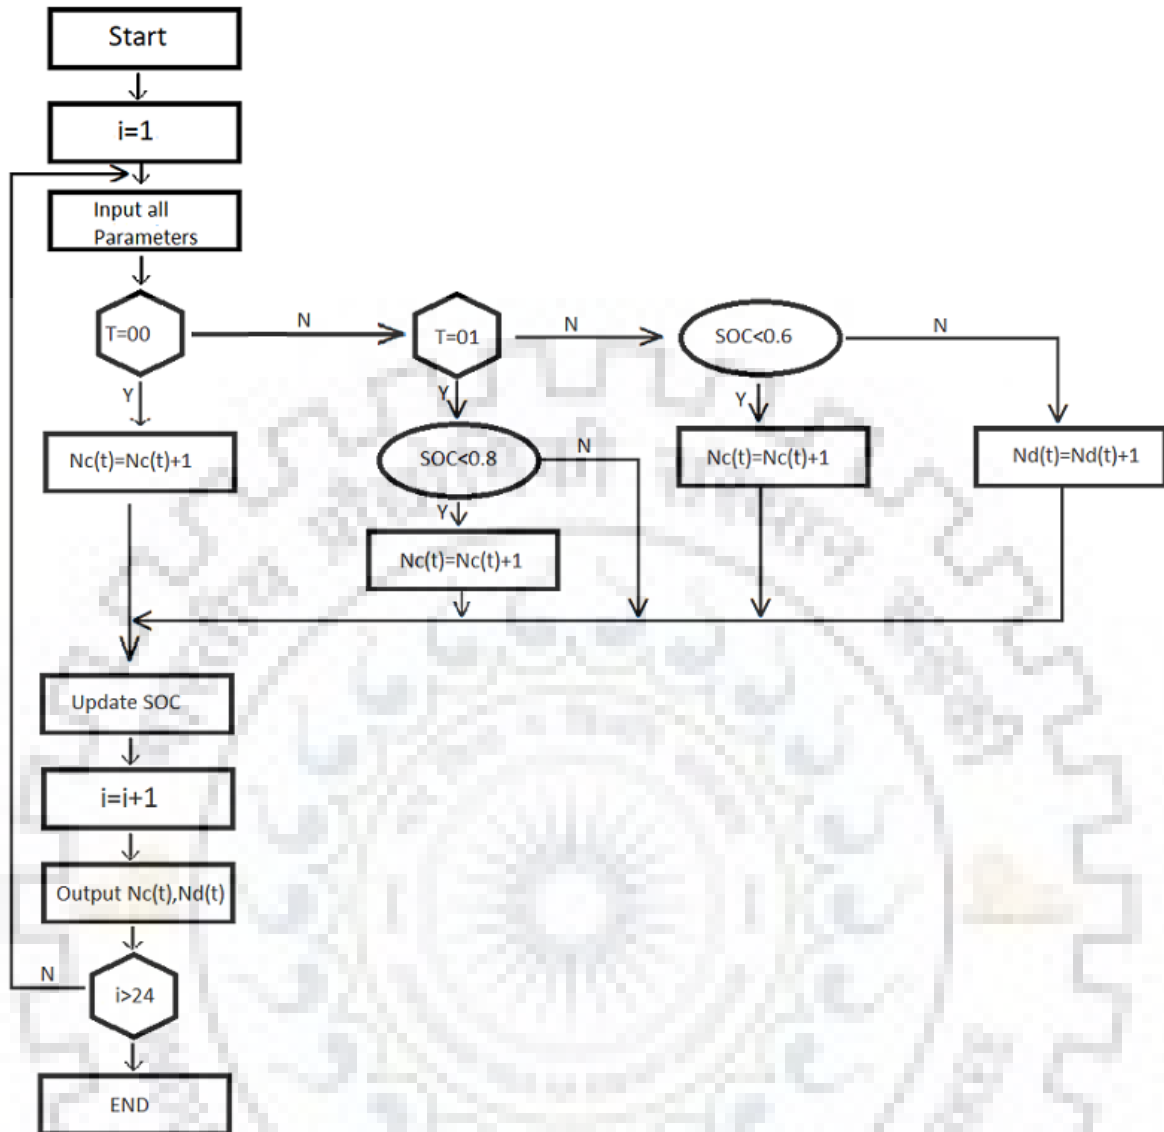 Start
i=1
Input all
Parameters
T=00
N
T=01
N
SOC<0.6
N
Y
Y
Y
Nc(t)=Nc(t)+1
SOC<0.8
N
Nc(t)=Nc(t)+1
Nd(t)=Nd(t)+1
Y
Nc(t)=Nc(t)+1
Update SOC
i=i+1
Output Nc(t),Nd(t)
N
i>24
END